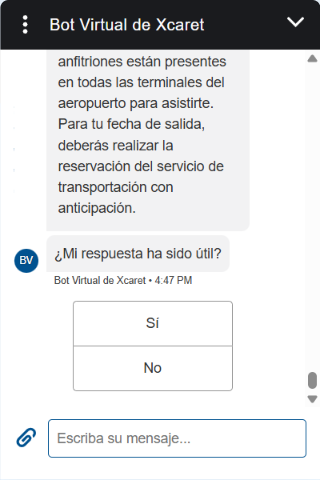 Bot Virtual de Xcaret
anfitriones están presentes
en todas las terminales del
aeropuerto para asistirte.
Para tu fecha de salida,
deberás realizar la
reservación del servicio de
transportación con
anticipación.
BV
¿Mi respuesta ha sido útil?
Bot Virtual de Xcaret • 4:47 PM
Sí
No
Escriba su mensaje...